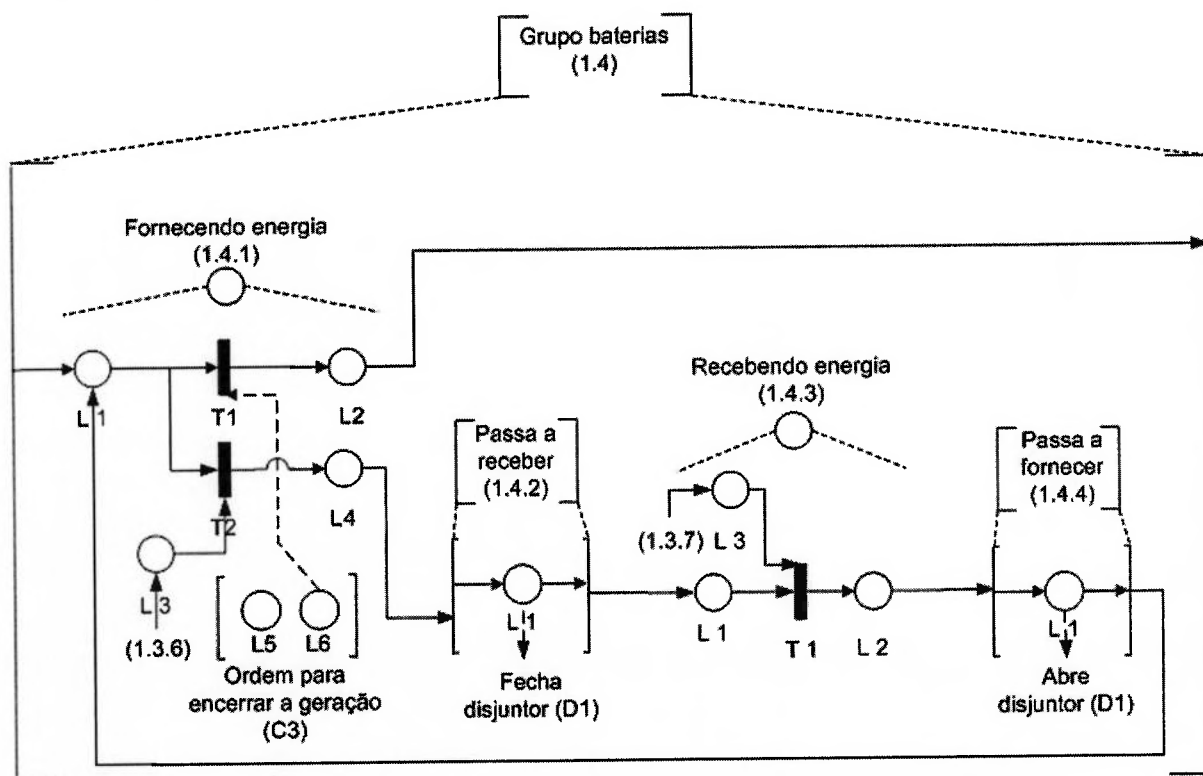 Grupo baterias
(1.4)
Fornecendo energia
(1.4.1)
L 1
T1
L2
Recebendo energia
(1.4.3)
Passa a
receber
(1.4.2)
Passa a
fornecer
(1.4.4)
T2
L4
L 3
(1.3.6)
(1.3.7) L 3
L5
L6
Ordem para
encerrar a geração
(C3)
L 1
Fecha
disjuntor (D1)
L 1
T 1
L 2
L 1
Abre
disjuntor (D1)